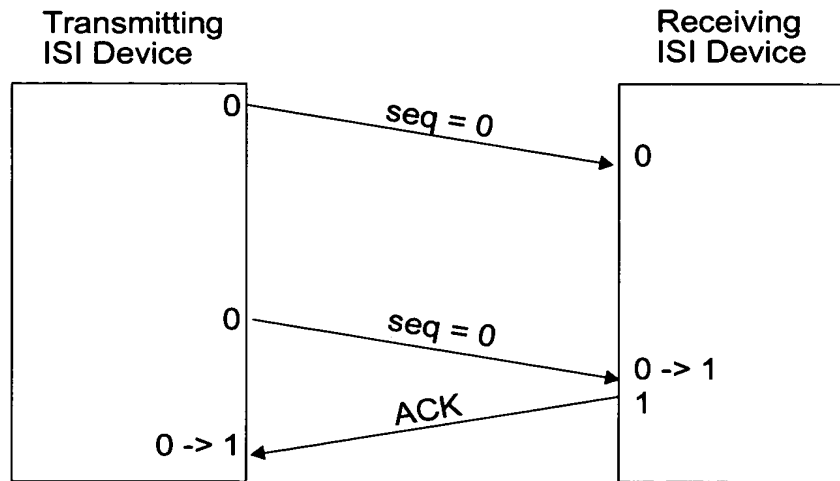 Transmitting
ISI Device
Receiving
ISI Device
0
seq = 0
0
0
seq = 0
0 -> 1
1
ACK
0 -> 1